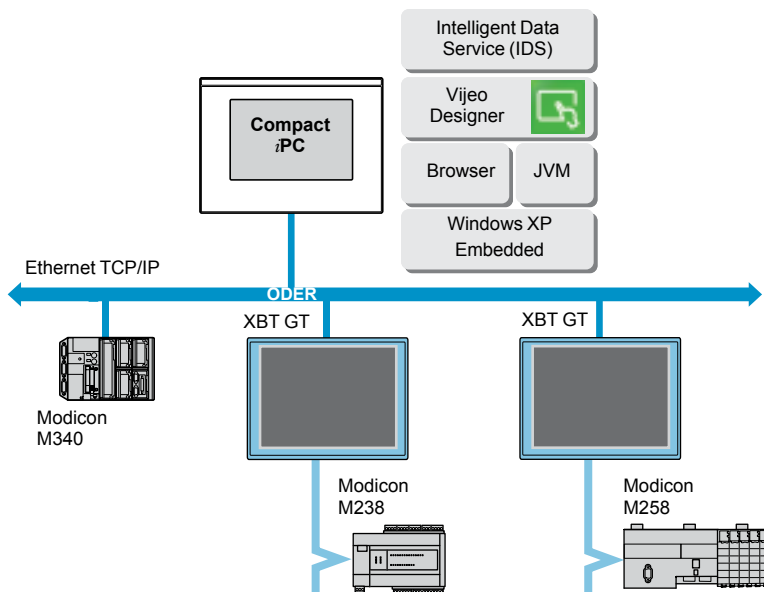 Intelligent Data
Service (IDS)
Vijeo
Designer
Compact
iPC
Browser
JVM
Windows XP
Embedded
Ethernet TCP/IP
ODER
XBT GT
XBT GT
Modicon
M340
Modicon
M238
Modicon
M258